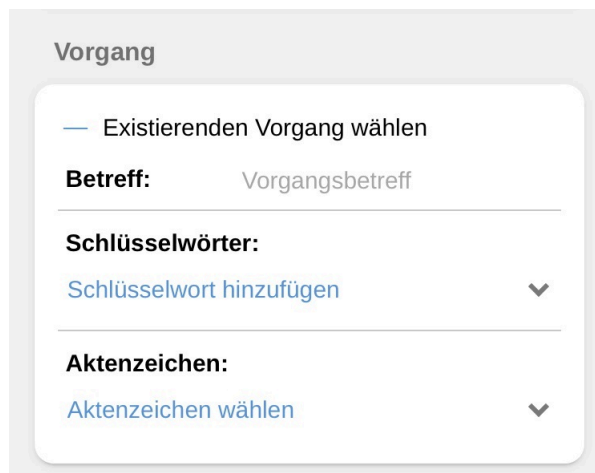 Vorgang
Existierenden Vorgang wählen
Betreff: Vorgangsbetreff
Schlüsselwörter:
Schlüsselwort hinzufügen
Aktenzeichen:
Aktenzeichen wählen